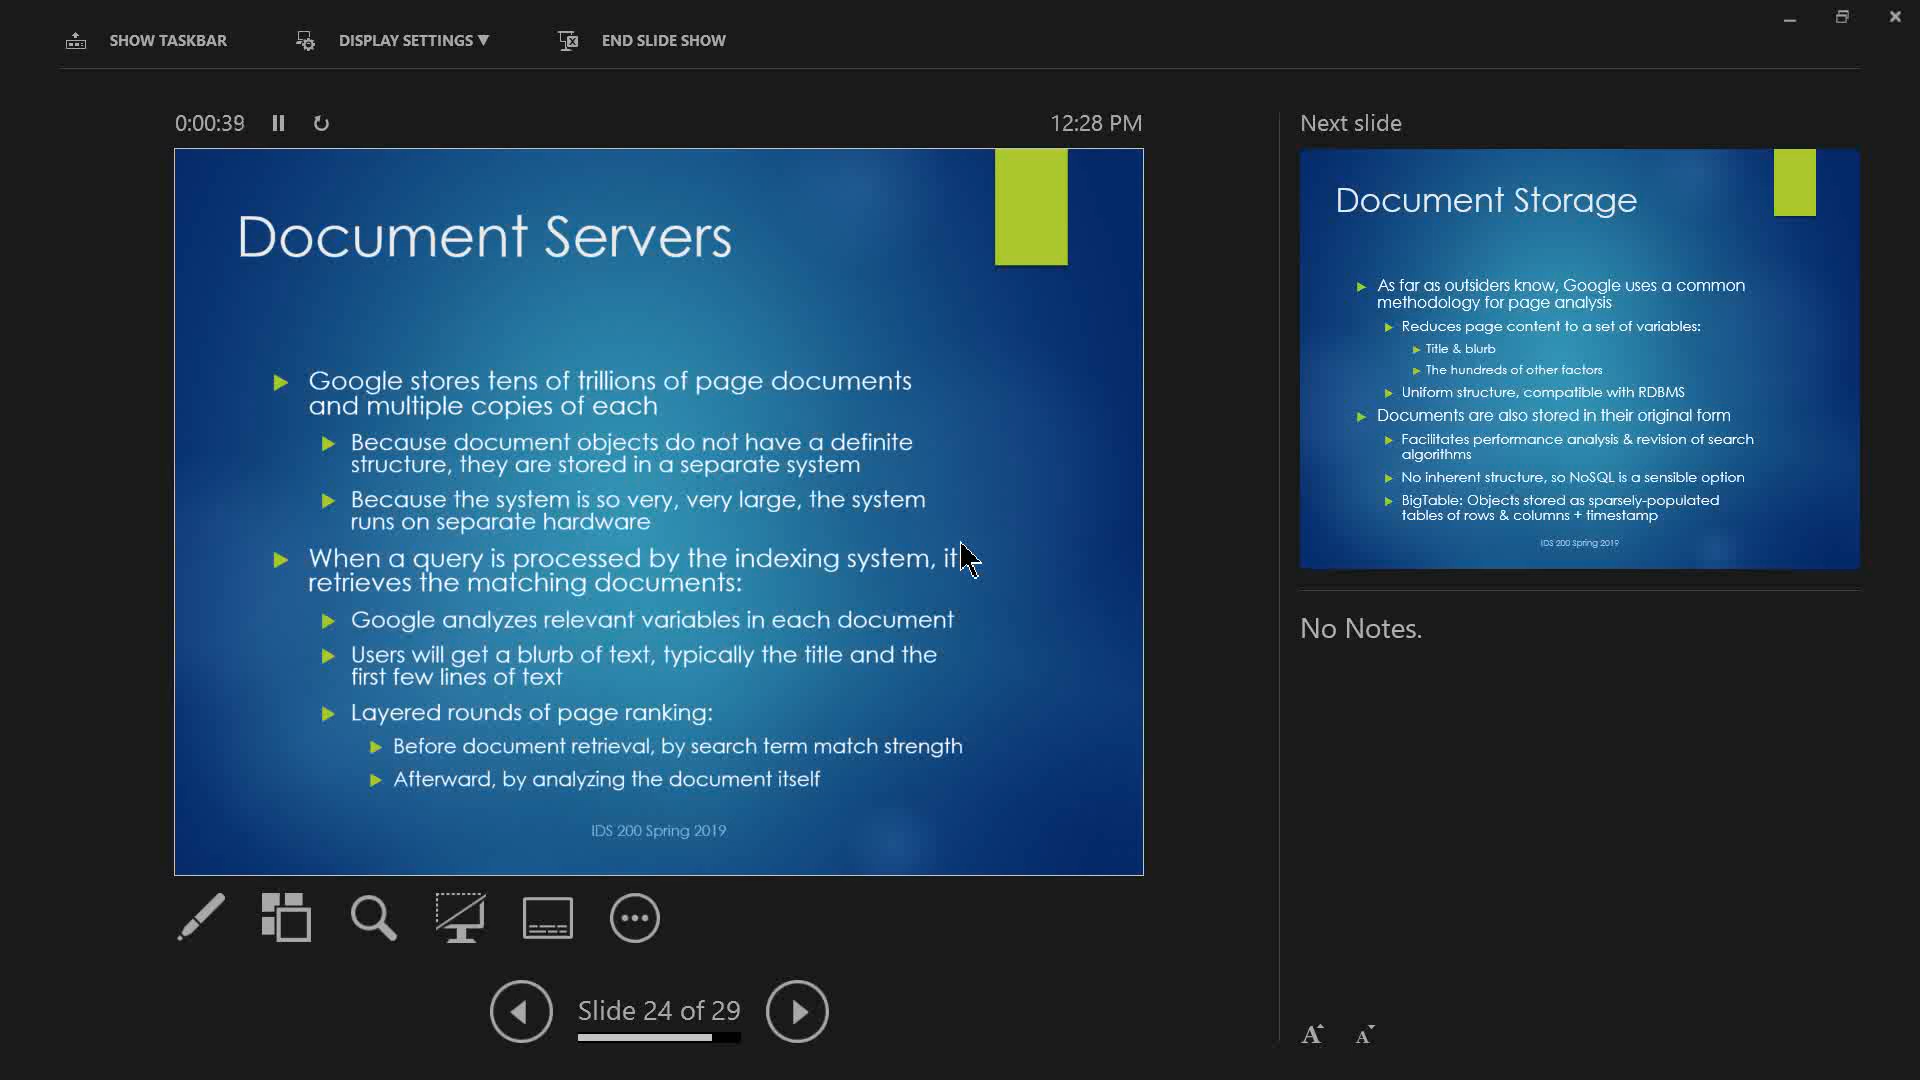 SHOW TASKBAR
DISPLAY SETTINGS ▼
END SLIDE SHOW
0:00:39
12:28 PM
Document Servers
Google stores tens of trillions of page documents
and multiple copies of each
Because document objects do not have a definite
structure, they are stored in a separate system
Because the system is so very, very large, the system
runs on separate hardware
When a query is processed by the indexing system, it
retrieves the matching documents:
Google analyzes relevant variables in each document
Users will get a blurb of text, typically the title and the
first few lines of text
Layered rounds of page ranking:
Before document retrieval, by search term match strength
Afterward, by analyzing the document itself
IDS 200 Spring 2019
Slide 24 of 29
Next slide
Document Storage
As far as outsiders know, Google uses a common
methodology for page analysis
Reduces page content to a set of variables:
Title & blurb
The hundreds of other factors
Uniform structure, compatible with RDBMS
Documents are also stored in their original form
Facilitates performance analysis & revision of search
algorithms
No inherent structure, so NoSQL is a sensible option
BigTable: Objects stored as sparsely-populated
tables of rows & columns + timestamp
IDS 200 Spring 2019
No Notes.
A A